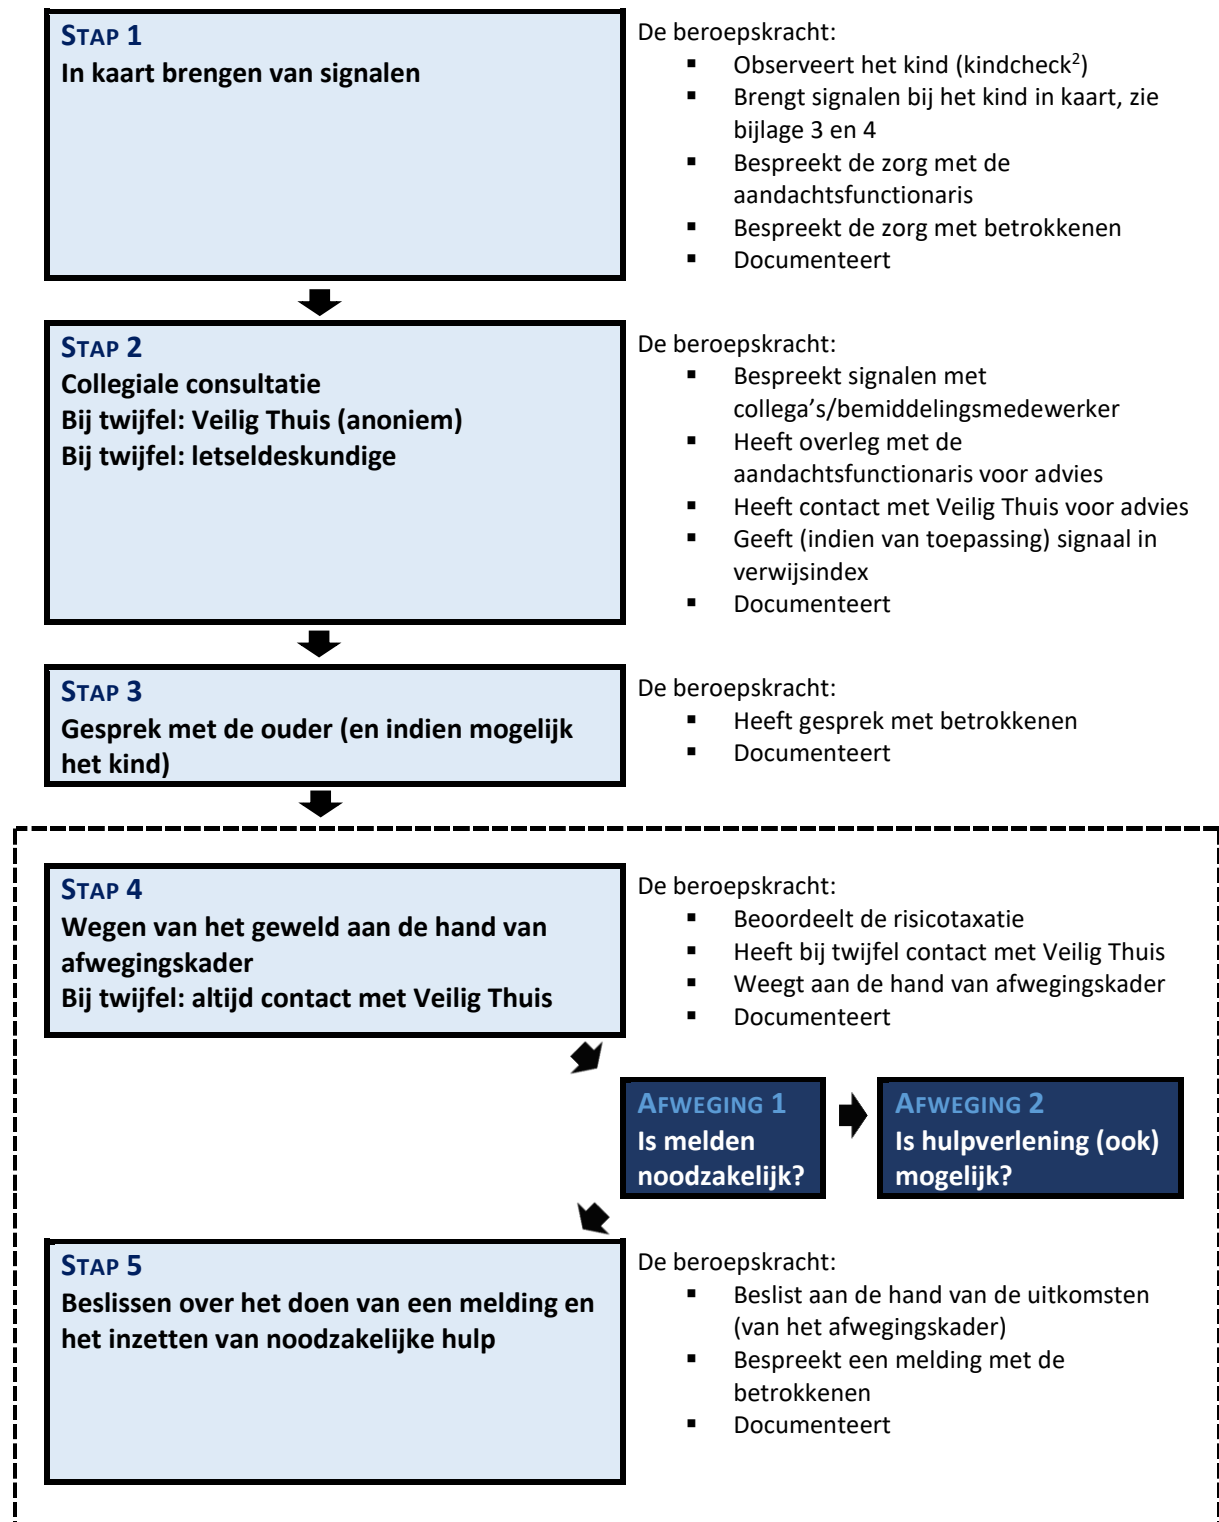 STAP 1
In kaart brengen van signalen
De beroepskracht:
▪ Observeert het kind (kindcheck²)
▪ Brengt signalen bij het kind in kaart, zie
bijlage 3 en 4
▪ Bespreekt de zorg met de
aandachtsfunctionaris
▪ Bespreekt de zorg met betrokkenen
▪ Documenteert
STAP 2
Collegiale consultatie
Bij twijfel: Veilig Thuis (anoniem)
Bij twijfel: letseldeskundige
De beroepskracht:
▪ Bespreekt signalen met
collega’s/bemiddelingsmedewerker
▪ Heeft overleg met de
aandachtsfunctionaris voor advies
▪ Heeft contact met Veilig Thuis voor advies
▪ Geeft (indien van toepassing) signaal in
verwijsindex
▪ Documenteert
STAP 3
Gesprek met de ouder (en indien mogelijk
het kind)
De beroepskracht:
▪ Heeft gesprek met betrokkenen
▪ Documenteert
STAP 4
Wegen van het geweld aan de hand van
afwegingskader
Bij twijfel: altijd contact met Veilig Thuis
De beroepskracht:
▪ Beoordeelt de risicotaxatie
▪ Heeft bij twijfel contact met Veilig Thuis
▪ Weegt aan de hand van afwegingskader
▪ Documenteert
AFWEGING 1
Is melden
noodzakelijk?
AFWEGING 2
Is hulpverlening (ook)
mogelijk?
STAP 5
Beslissen over het doen van een melding en
het inzetten van noodzakelijke hulp
De beroepskracht:
▪ Beslist aan de hand van de uitkomsten
(van het afwegingskader)
▪ Bespreekt een melding met de
betrokkenen
▪ Documenteert